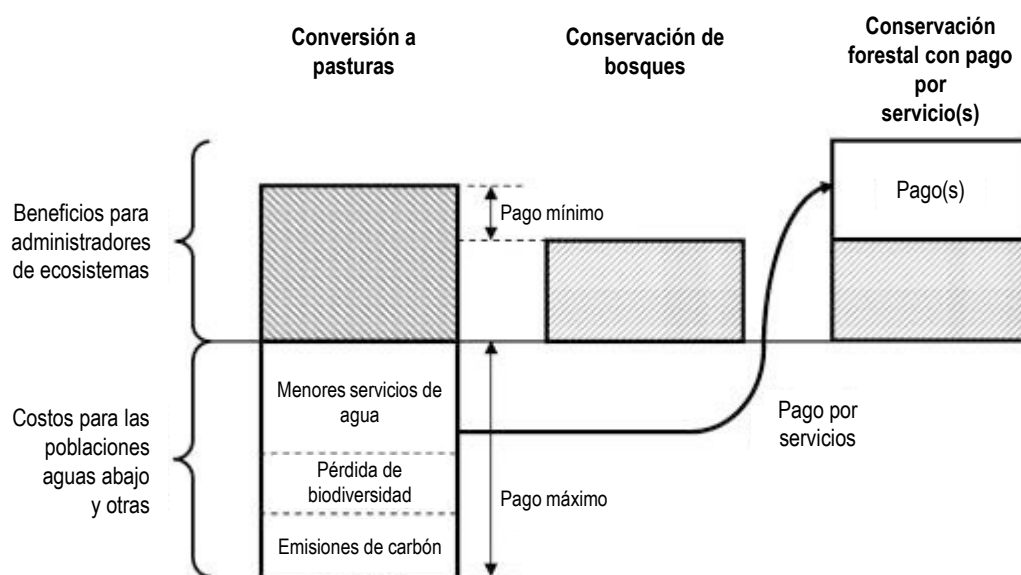 Conversión a
pasturas
Conservación de
bosques
Conservación
forestal con pago
por
servicio(s)
Beneficios para
administradores
de ecosistemas
Pago mínimo
Pago(s)
Costos para las
poblaciones
aguas abajo
y otras
Menores servicios de
agua
Pérdida de
biodiversidad
Emisiones de carbón
Pago máximo
Pago por
servicios